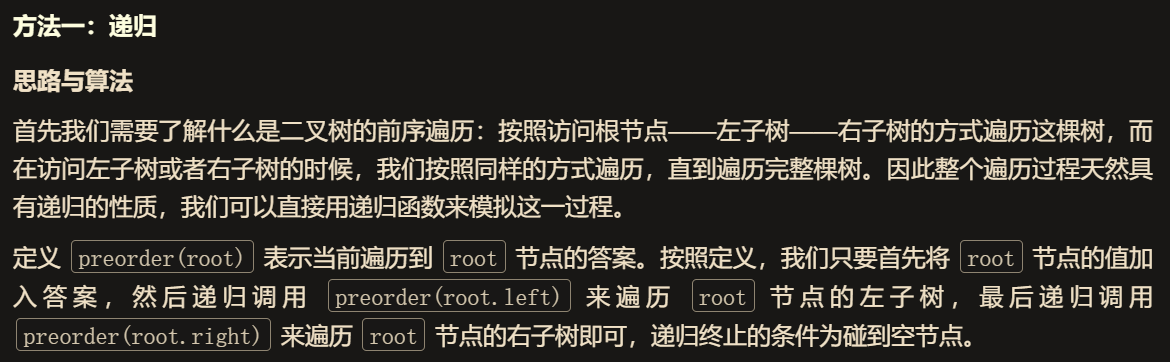 方法一：递归
思路与算法
首先我们需要了解什么是二叉树的前序遍历：按照访问根节点——左子树——右子树的方式遍历这棵树，而
在访问左子树或者右子树的时候，我们按照同样的方式遍历，直到遍历完整棵树。因此整个遍历过程天然具
有递归的性质，我们可以直接用递归函数来模拟这一过程。
定义 preorder(root) 表示当前遍历到 root 节点的答案。按照定义，我们只要首先将 root 节点的值加
入答案，然后递归调用 preorder(root.left) 来遍历 root 节点的左子树，最后递归调用
preorder(root.right) 来遍历 root 节点的右子树即可，递归终止的条件为碰到空节点。